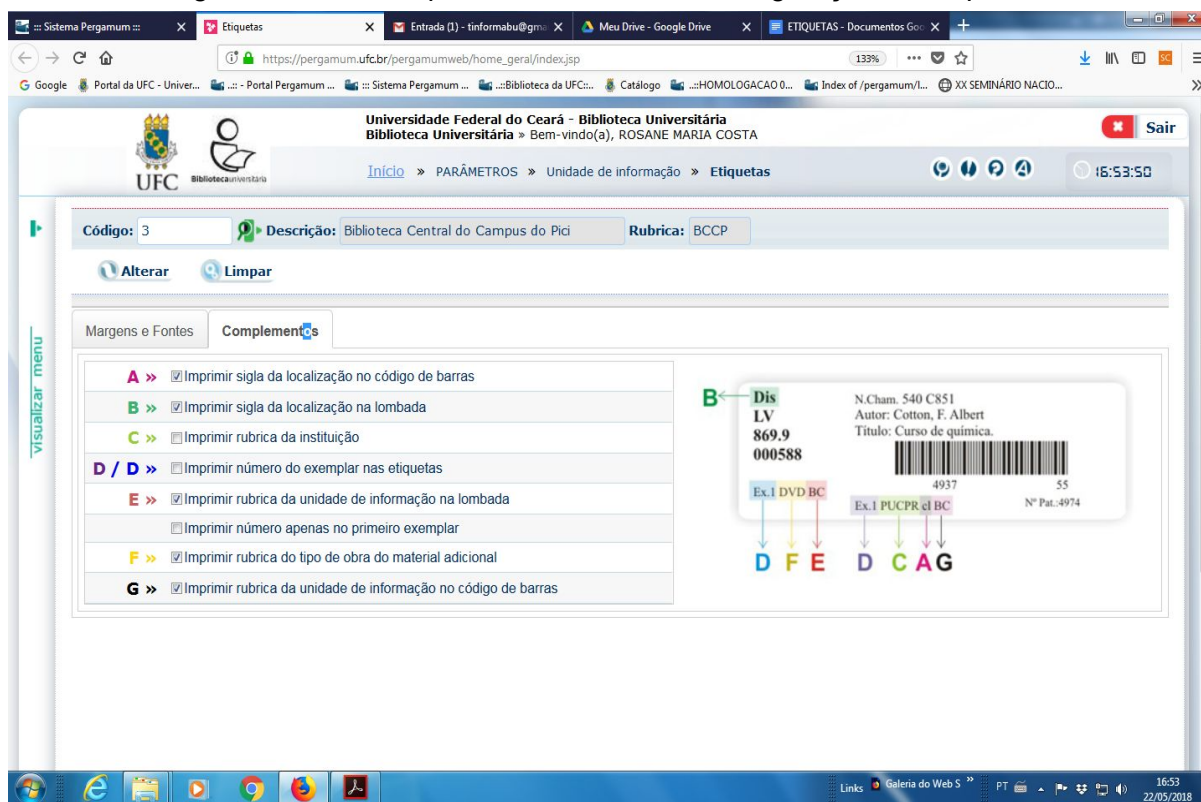 ::: Sistema Pergamum ::: X Etiquetas X Entrada (1) - tinformabu@gma X Meu Drive - Google Drive X ETIQUETAS - Documentos Goo X +
https://pergamum.ufc.br/pergamumweb/home_geral/index.jsp 133%
Google Portal da UFC - Univer... ..:: - Portal Pergamum ... ::: Sistema Pergamum ... ..::Biblioteca da UFC::.. Catálogo ..::HOMOLOGACAO 0... Index of /pergamum/l... XX SEMINÁRIO NACIO...
Universidade Federal do Ceará - Biblioteca Universitária
Biblioteca Universitária » Bem-vindo(a), ROSANE MARIA COSTA
Sair
UFC
Bibliotecauniversitária
Início » PARÂMETROS » Unidade de informação » Etiquetas
16:53:50
Código: 3 Descrição: Biblioteca Central do Campus do Pici Rubrica: BCCP
Alterar Limpar
visualizar menu
Margens e Fontes Complementos
A » Imprimir sigla da localização no código de barras
B » Imprimir sigla da localização na lombada
C » Imprimir rubrica da instituição
D / D » Imprimir número do exemplar nas etiquetas
E » Imprimir rubrica da unidade de informação na lombada
Imprimir número apenas no primeiro exemplar
F » Imprimir rubrica do tipo de obra do material adicional
G » Imprimir rubrica da unidade de informação no código de barras
B
Dis
LV
869.9
000588
Ex.1 DVD BC
N.Cham. 540 C851
Autor: Cotton, F. Albert
Título: Curso de química.
4937 55
Ex.1 PUCPR cl BC Nº Pat.:4974
D F E D C A G
Links Galeria do Web S PT 16:53
22/05/2018